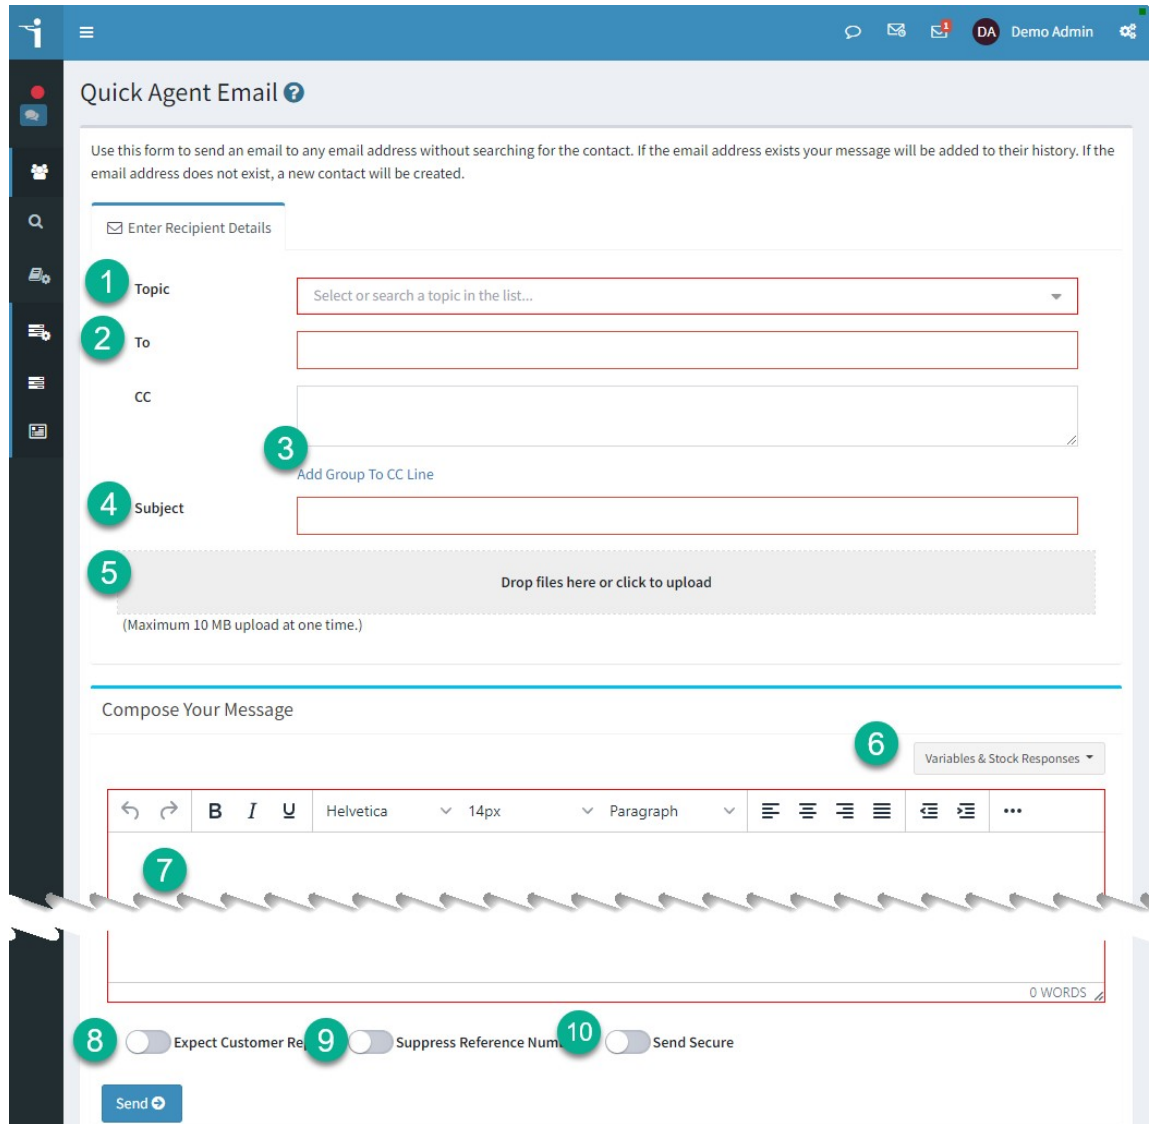 1
DA Demo Admin
Quick Agent Email
Use this form to send an email to any email address without searching for the contact. If the email address exists your message will be added to their history. If the
email address does not exist, a new contact will be created.
Enter Recipient Details
1 Topic Select or search a topic in the list...
2 To
CC
3
Add Group To CC Line
4 Subject
5 Drop files here or click to upload
(Maximum 10 MB upload at one time.)
Compose Your Message
6 Variables & Stock Responses
B I U Helvetica 14px Paragraph
7
0 WORDS
8 Expect Customer 9 Suppress Reference 10 Send Secure
Send